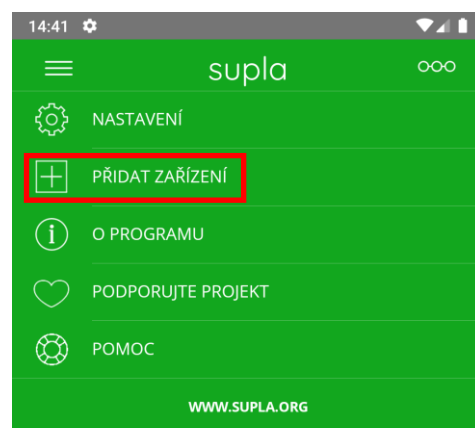 14:41
supla
NASTAVENÍ
PŘIDAT ZAŘÍZENÍ
O PROGRAMU
PODPORUJTE PROJEKT
POMOC
WWW.SUPLA.ORG